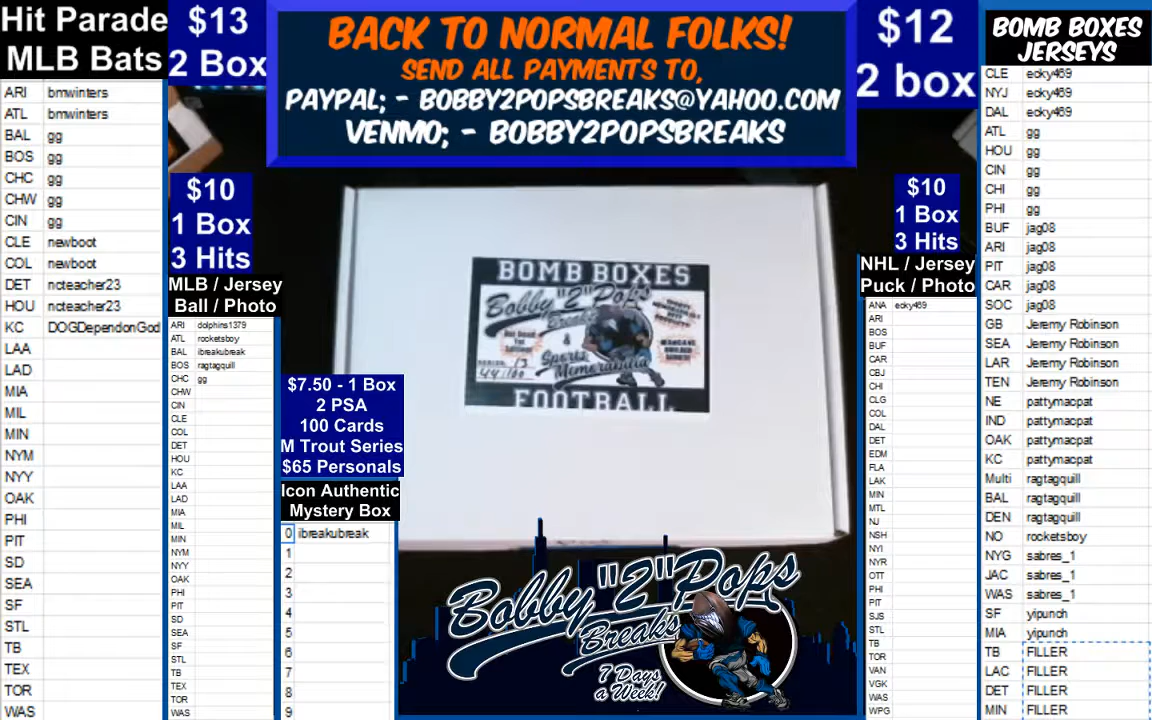 Hit Parade
MLB Bats
ARI bmwinters
ATL bmwinters
BAL gg
BOS gg
CHC gg
CHW gg
CIN gg
CLE newboot
COL newboot
DET ncteacher23
HOU ncteacher23
KC DOGDependonGod
LAA
LAD
MIA
MIL
MIN
NYM
NYY
OAK
PHI
PIT
SD
SEA
SF
STL
TB
TEX
TOR
WAS
$13
2 Box
$10
1 Box
3 Hits
MLB / Jersey
Ball / Photo
ARI dolphins1379
ATL rocketsboy
BAL ibreakubreak
BOS ragtagquill
CHC gg
CHW
CIN
CLE
COL
DET
HOU
KC
LAA
LAD
MIA
MIL
MIN
NYM
NYY
OAK
PHI
PIT
SD
SEA
SF
STL
TB
TEX
TOR
WAS
$7.50 - 1 Box
2 PSA
100 Cards
M Trout Series
$65 Personals
Icon Authentic
Mystery Box
0 ibreakubreak
1
2
3
4
5
6
7
8
9
BACK TO NORMAL FOLKS!
SEND ALL PAYMENTS TO,
PAYPAL; - BOBBY2POPSBREAKS@YAHOO.COM
VENMO; - BOBBY2POPSBREAKS
BOMB BOXES
Bobby "2" Pops
Breaks
&
Sports
Memorabilia
FOOTBALL
Bobby "2" Pops
Breaks
7 Days
a Week!
$12
2 box
$10
1 Box
3 Hits
NHL / Jersey
Puck / Photo
ANA ecky469
ARI
BOS
BUF
CAR
CBJ
CHI
CLG
COL
DAL
DET
EDM
FLA
LAK
MIN
MTL
NJ
NSH
NYI
NYR
OTT
PHI
PIT
SJS
STL
TB
TOR
VAN
VGK
WAS
WPG
BOMB BOXES
JERSEYS
CLE ecky469
NYJ ecky469
DAL ecky469
ATL gg
HOU gg
CIN gg
CHI gg
PHI gg
BUF jag08
ARI jag08
PIT jag08
CAR jag08
SOC jag08
GB Jeremy Robinson
SEA Jeremy Robinson
LAR Jeremy Robinson
TEN Jeremy Robinson
NE pattymacpat
IND pattymacpat
OAK pattymacpat
KC pattymacpat
Multi ragtagquill
BAL ragtagquill
DEN ragtagquill
NO rocketsboy
NYG sabres_1
JAC sabres_1
WAS sabres_1
SF yipunch
MIA yipunch
TB FILLER
LAC FILLER
DET FILLER
MIN FILLER